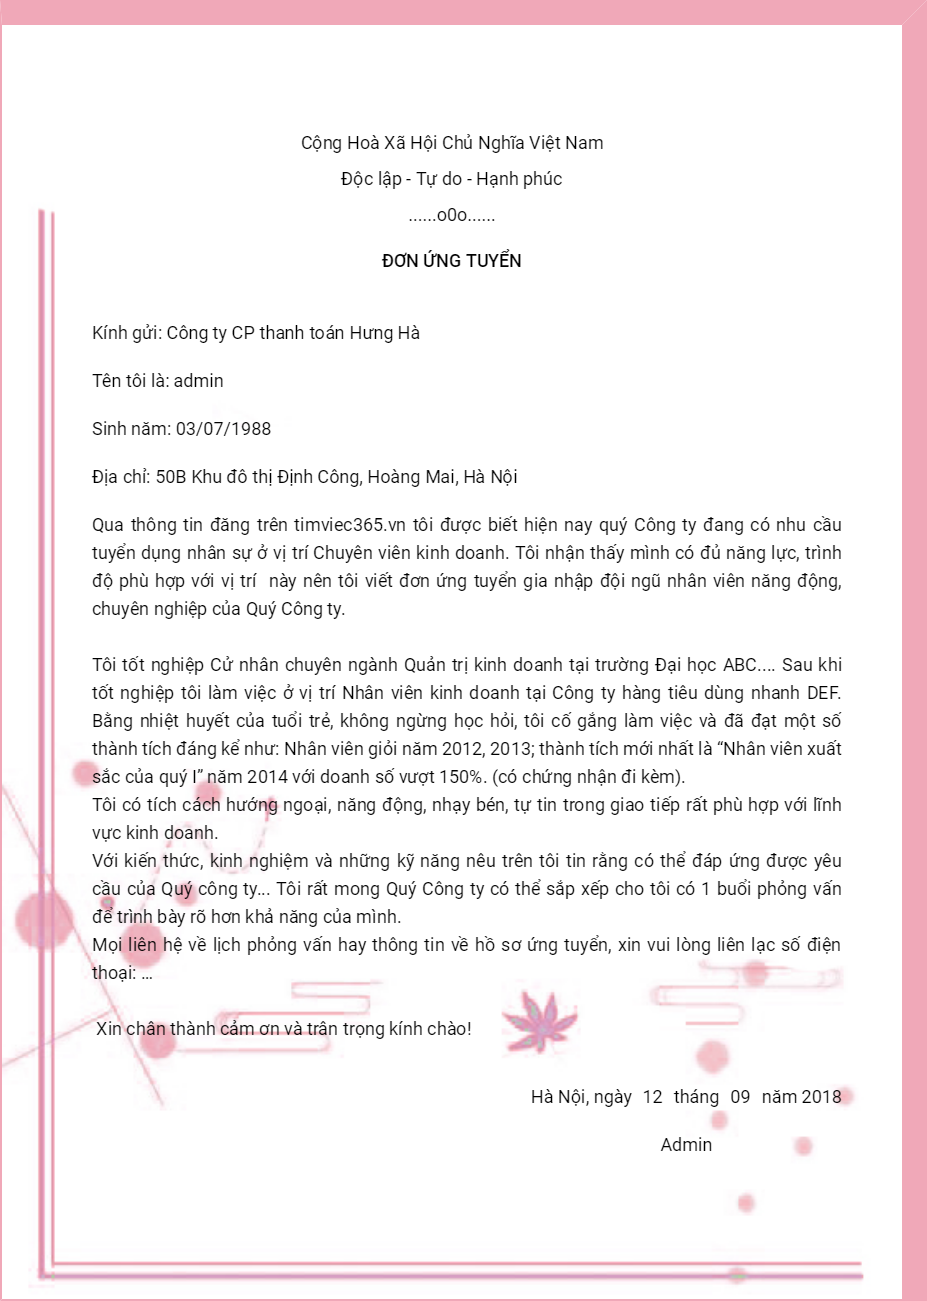 Cộng Hoà Xã Hội Chủ Nghĩa Việt Nam
Độc lập - Tự do - Hạnh phúc
......o0o......
ĐƠN ỨNG TUYỂN
Kính gửi: Công ty CP thanh toán Hưng Hà
Tên tôi là: admin
Sinh năm: 03/07/1988
Địa chỉ: 50B Khu đô thị Định Công, Hoàng Mai, Hà Nội
Qua thông tin đăng trên timviec365.vn tôi được biết hiện nay quý Công ty đang có nhu cầu
tuyển dụng nhân sự ở vị trí Chuyên viên kinh doanh. Tôi nhận thấy mình có đủ năng lực, trình
độ phù hợp với vị trí  này nên tôi viết đơn ứng tuyển gia nhập đội ngũ nhân viên năng động,
chuyên nghiệp của Quý Công ty.
Tôi tốt nghiệp Cử nhân chuyên ngành Quản trị kinh doanh tại trường Đại học ABC.... Sau khi
tốt nghiệp tôi làm việc ở vị trí Nhân viên kinh doanh tại Công ty hàng tiêu dùng nhanh DEF.
Bằng nhiệt huyết của tuổi trẻ, không ngừng học hỏi, tôi cố gắng làm việc và đã đạt một số
thành tích đáng kể như: Nhân viên giỏi năm 2012, 2013; thành tích mới nhất là “Nhân viên xuất
sắc của quý I” năm 2014 với doanh số vượt 150%. (có chứng nhận đi kèm).
Tôi có tích cách hướng ngoại, năng động, nhạy bén, tự tin trong giao tiếp rất phù hợp với lĩnh
vực kinh doanh.
Với kiến thức, kinh nghiệm và những kỹ năng nêu trên tôi tin rằng có thể đáp ứng được yêu
cầu của Quý công ty... Tôi rất mong Quý Công ty có thể sắp xếp cho tôi có 1 buổi phỏng vấn
để trình bày rõ hơn khả năng của mình.
Mọi liên hệ về lịch phỏng vấn hay thông tin về hồ sơ ứng tuyển, xin vui lòng liên lạc số điện
thoại: …
Xin chân thành cảm ơn và trân trọng kính chào!
Hà Nội, ngày  12  tháng  09  năm 2018
Admin